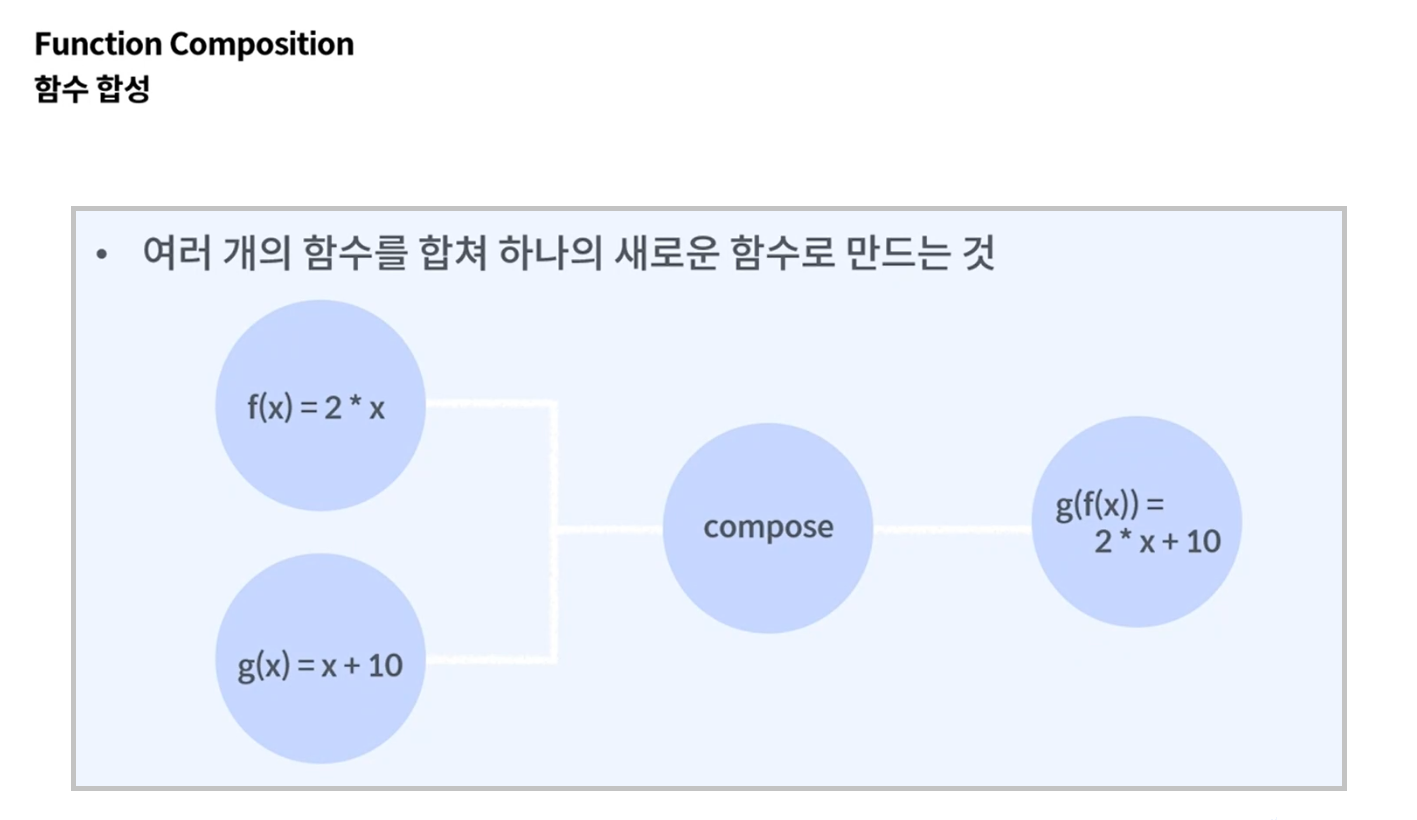 Function Composition
함수 합성
• 여러 개의 함수를 합쳐 하나의 새로운 함수로 만드는 것
f(x) = 2 * x
g(x) = x + 10
compose
g(f(x)) =
2 * x + 10